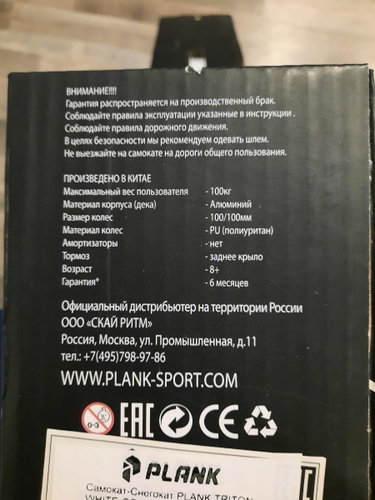 ВНИМАНИЕ!!!!
Гарантия распространяется на производственный брак.
Соблюдайте правила эксплуатации указанные в инструкции .
Соблюдайте правила дорожного движения.
В целях безопасности мы рекомендуем одевать шлем.
Не выезжайте на самокате на дороги общего пользования.
ПРОИЗВЕДЕНО В КИТАЕ
Максимальный вес пользователя - 100кг
Материал корпуса (дека) - Алюминий
Размер колес - 100/100мм
Материал колес - PU (полиуритан)
Амортизаторы - нет
Тормоз - заднее крыло
Возраст - 8+
Гарантия* - 6 месяцев
Официальный дистрибьютер на территории России
ООО «СКАЙ РИТМ»
Россия, Москва, ул. Промышленная, д.11
тел.: +7(495)798-97-86
WWW.PLANK-SPORT.COM
0-3 EAC CE
PLANK
Самокат-Снегокат PLANK TRITON